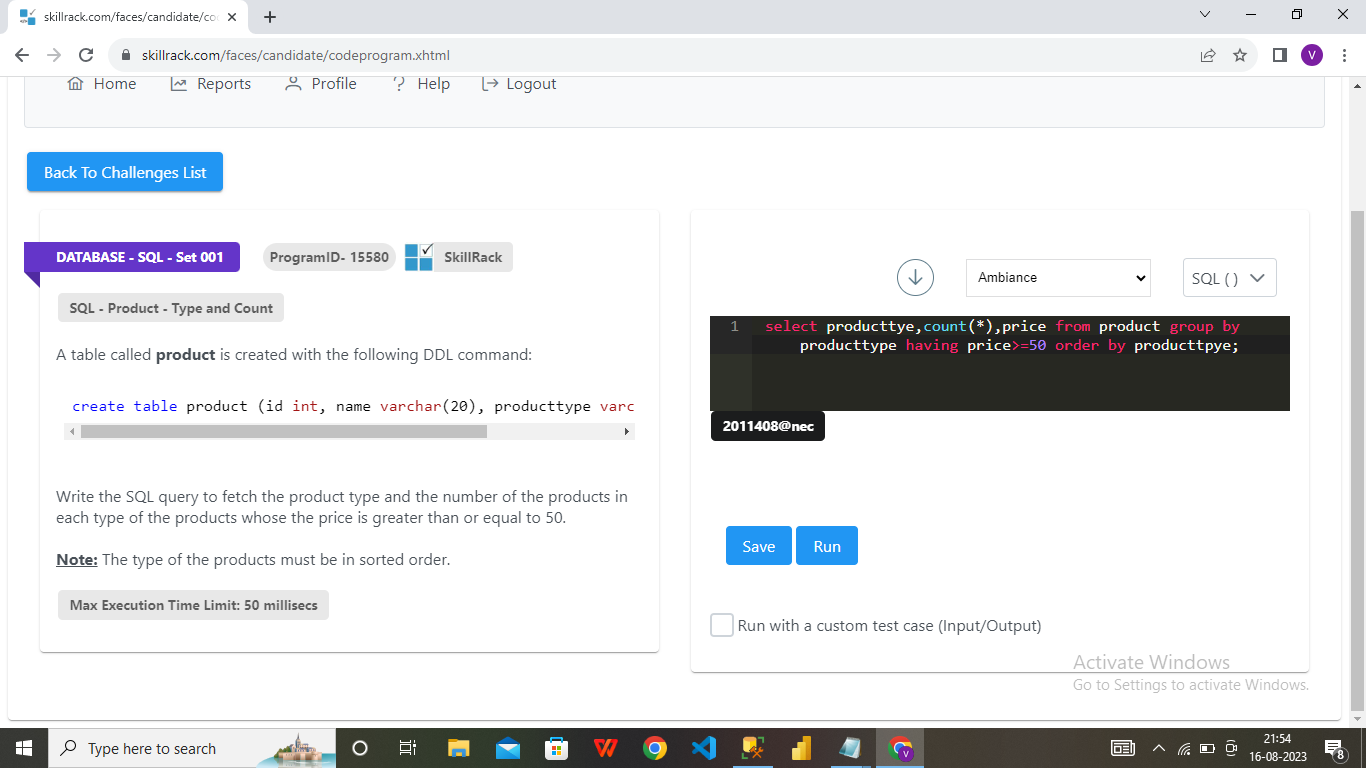 skillrack.com/faces/candidate/co
skillrack.com/faces/candidate/codeprogram.xhtml
V
Home
Reports
Profile
? Help
Logout
Back To Challenges List
DATABASE - SQL - Set 001
ProgramID- 15580
SkillRack
SQL - Product - Type and Count
A table called product is created with the following DDL command:
create table product (id int, name varchar(20), producttype varc
Write the SQL query to fetch the product type and the number of the products in
each type of the products whose the price is greater than or equal to 50.
Note: The type of the products must be in sorted order.
Max Execution Time Limit: 50 millisecs
Ambiance
SQL ( )
1 select producttye,count(*),price from product group by
producttype having price>=50 order by producttpye;
2011408@nec
Save
Run
Run with a custom test case (Input/Output)
Activate Windows
Go to Settings to activate Windows.
Type here to search
V
21:54
16-08-2023
8